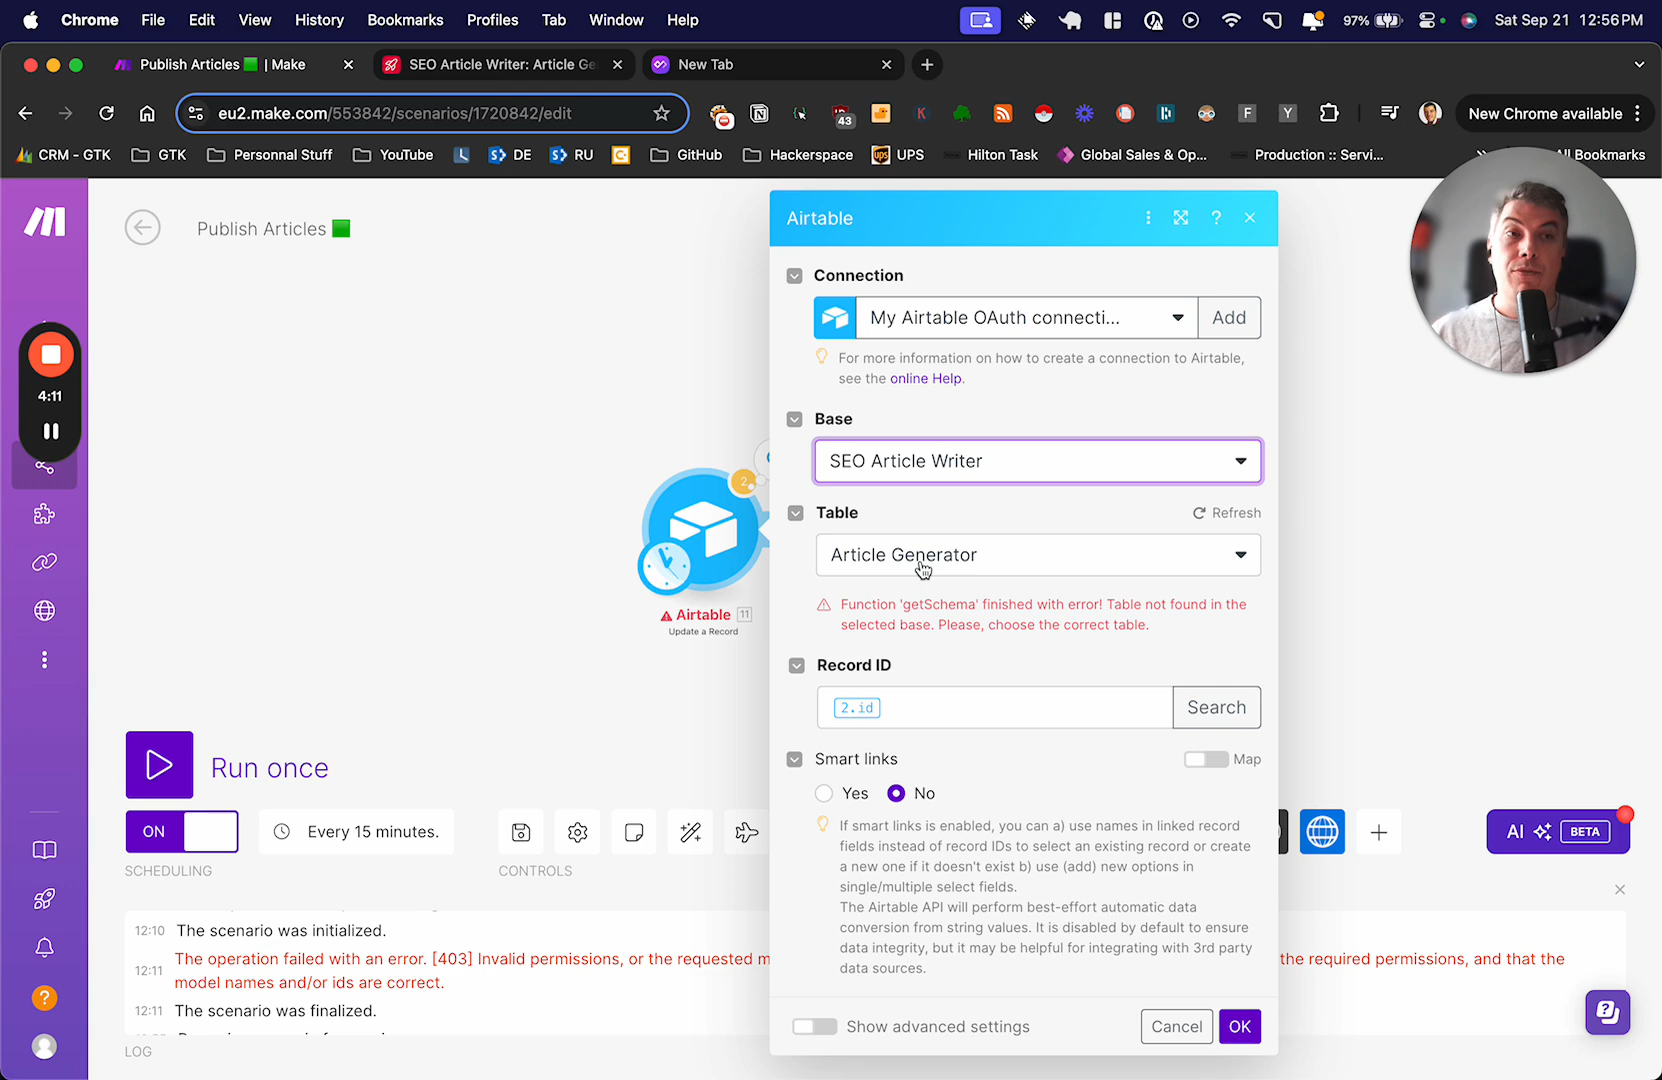 Chrome File Edit View History Bookmarks Profiles Tab Window Help 97% Sat Sep 21 12:56PM
Publish Articles | Make
SEO Article Writer: Article Ge
New Tab
eu2.make.com/553842/scenarios/1720842/edit
43
K
F
Y
New Chrome available
CRM - GTK GTK Personnal Stuff YouTube L DE RU GitHub Hackerspace UPS Hilton Task Global Sales & Op... Production :: Servi... All Bookmarks
Publish Articles
4:11
Airtable
Connection
My Airtable OAuth connecti...
Add
For more information on how to create a connection to Airtable,
see the online Help.
Base
SEO Article Writer
Table
Refresh
Article Generator
Function 'getSchema' finished with error! Table not found in the
selected base. Please, choose the correct table.
Record ID
2.id
Search
Smart links
Map
Yes No
If smart links is enabled, you can a) use names in linked record
fields instead of record IDs to select an existing record or create
a new one if it doesn't exist b) use (add) new options in
single/multiple select fields.
The Airtable API will perform best-effort automatic data
conversion from string values. It is disabled by default to ensure
data integrity, but it may be helpful for integrating with 3rd party
data sources.
Show advanced settings
Cancel
OK
2
Airtable 11
Update a Record
Run once
ON
Every 15 minutes.
SCHEDULING
CONTROLS
AI BETA
12:10 The scenario was initialized.
12:11 The operation failed with an error. [403] Invalid permissions, or the requested m
the required permissions, and that the
model names and/or ids are correct.
12:11 The scenario was finalized.
LOG